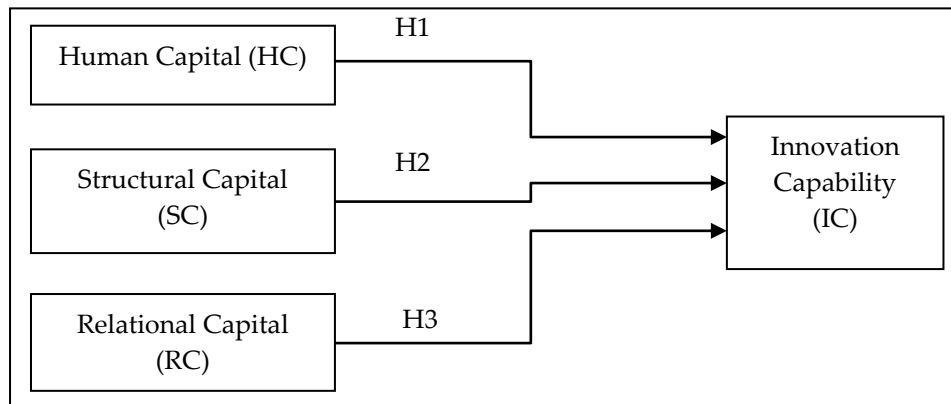 H1
Human Capital (HC)
H2
Structural Capital
(SC)
H3
Relational Capital
(RC)
Innovation
Capability
(IC)